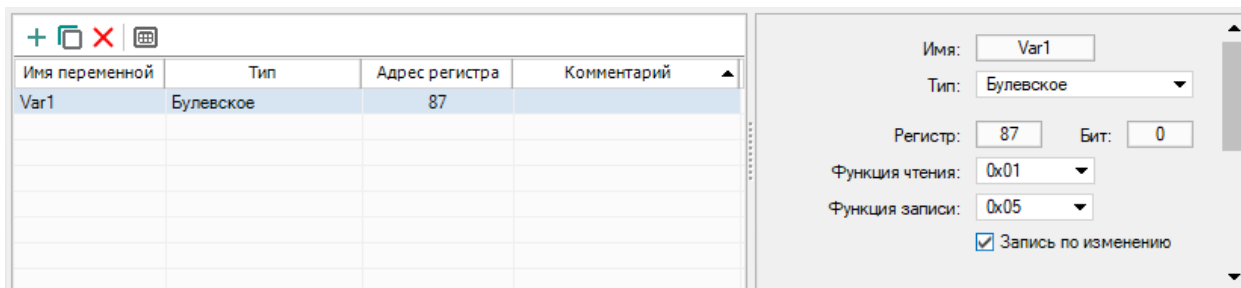 Имя переменной Тип Адрес регистра Комментарий
Var1 Булевское 87
Имя: Var1
Тип: Булевское
Регистр: 87 Бит: 0
Функция чтения: 0x01
Функция записи: 0x05
Запись по изменению